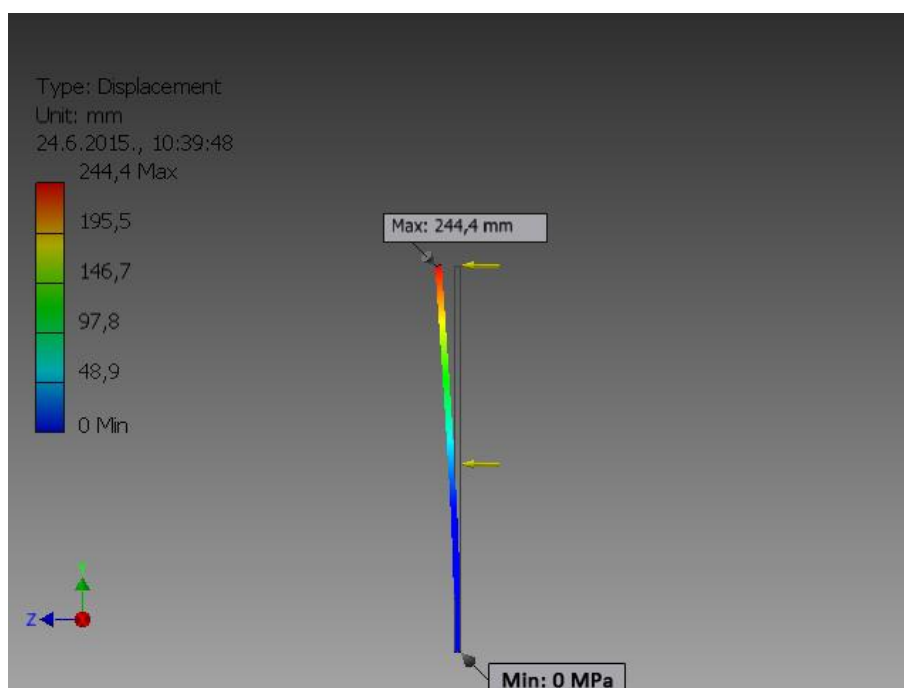 Type: Displacement
Unit: mm
24.6.2015., 10:39:48
244,4 Max
195,5
146,7
97,8
48,9
0 Min
Max: 244,4 mm
Z
Min: 0 MPa